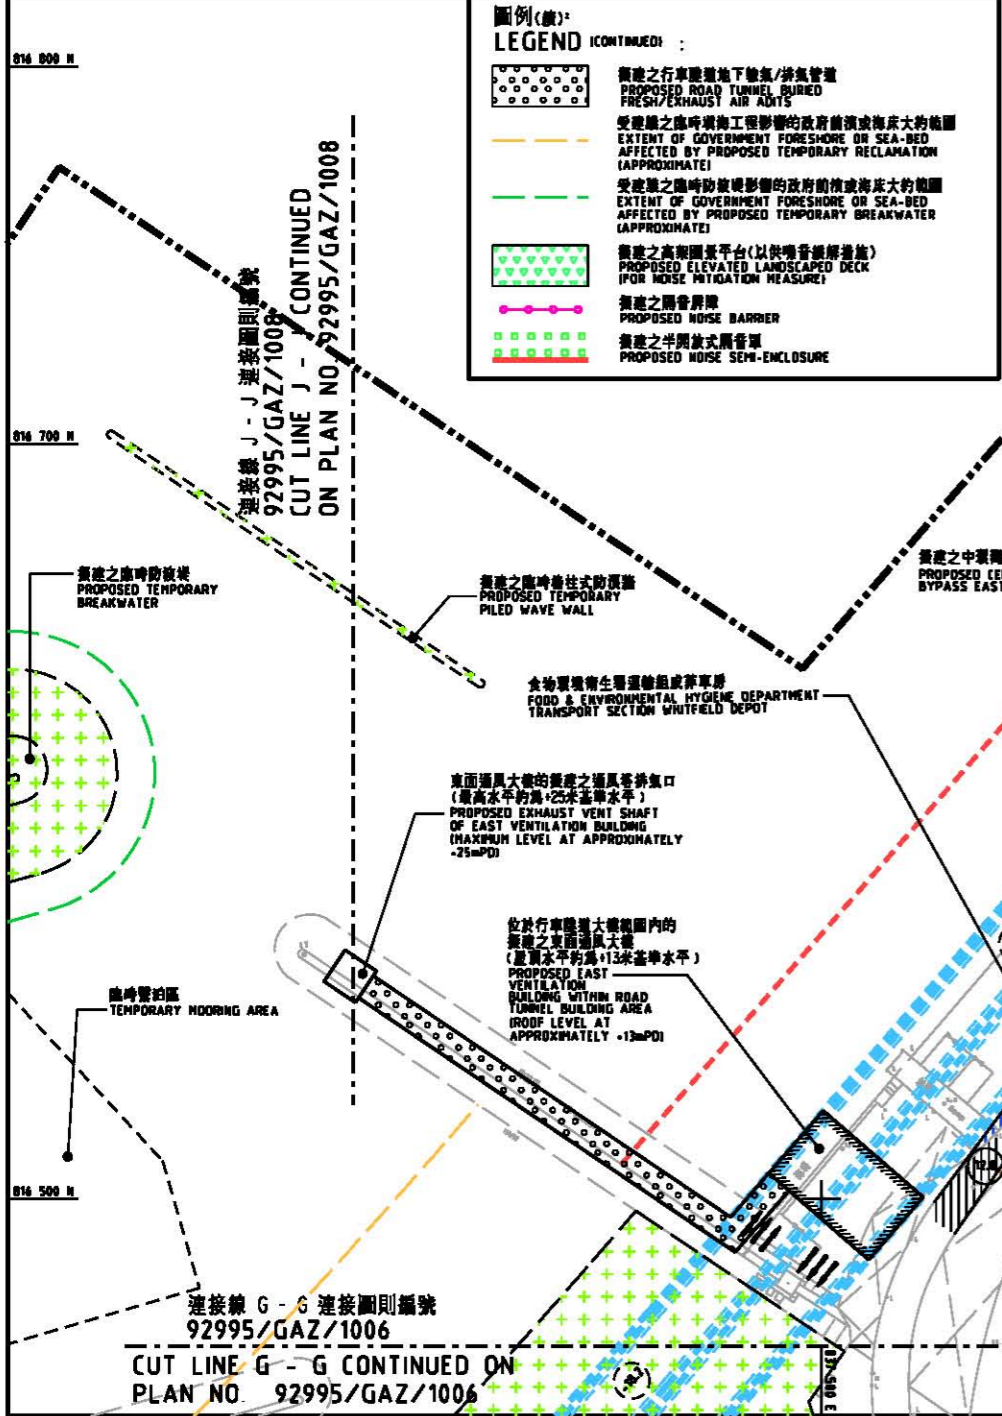 圖例(續):
LEGEND (CONTINUED) :
擬建之行車隧道地下輸氣/排氣管道
PROPOSED ROAD TUNNEL BURIED
FRESH/EXHAUST AIR ADITS
受建議之臨時填海工程影響的政府前濱或海床大約範圍
EXTENT OF GOVERNMENT FORESHORE OR SEA-BED
AFFECTED BY PROPOSED TEMPORARY RECLAMATION
(APPROXIMATE)
受建議之臨時防波堤影響的政府前濱或海床大約範圍
EXTENT OF GOVERNMENT FORESHORE OR SEA-BED
AFFECTED BY PROPOSED TEMPORARY BREAKWATER
(APPROXIMATE)
擬建之高架園景平台(以供噪音緩解措施)
PROPOSED ELEVATED LANDSCAPED DECK
(FOR NOISE MITIGATION MEASURE)
擬建之隔音屏障
PROPOSED NOISE BARRIER
擬建之半開放式隔音罩
PROPOSED NOISE SEMI-ENCLOSURE
816 800 N
連接線 J - J 連接圖則編號
92995/GAZ/1008
CUT LINE J - J CONTINUED
ON PLAN NO. 92995/GAZ/1008
816 700 N
擬建之臨時防波堤
PROPOSED TEMPORARY
BREAKWATER
擬建之臨時樁柱式防浪牆
PROPOSED TEMPORARY
PILED WAVE WALL
擬建之中環灣
PROPOSED CE
BYPASS EAST
食物環境衞生署運輸組威菲車房
FOOD & ENVIRONMENTAL HYGIENE DEPARTMENT
TRANSPORT SECTION WHITFIELD DEPOT
東面通風大樓的擬建之通風塔排氣口
(最高水平約為+25米基準水平)
PROPOSED EXHAUST VENT SHAFT
OF EAST VENTILATION BUILDING
(MAXIMUM LEVEL AT APPROXIMATELY
+25mPD)
位於行車隧道大樓範圍內的
擬建之東面通風大樓
(屋頂水平約為+13米基準水平)
PROPOSED EAST
VENTILATION
BUILDING WITHIN ROAD
TUNNEL BUILDING AREA
(ROOF LEVEL AT
APPROXIMATELY +13mPD)
臨時繫泊區
TEMPORARY MOORING AREA
816 500 N
連接線 G - G 連接圖則編號
92995/GAZ/1006
CUT LINE G - G CONTINUED ON
PLAN NO. 92995/GAZ/1006